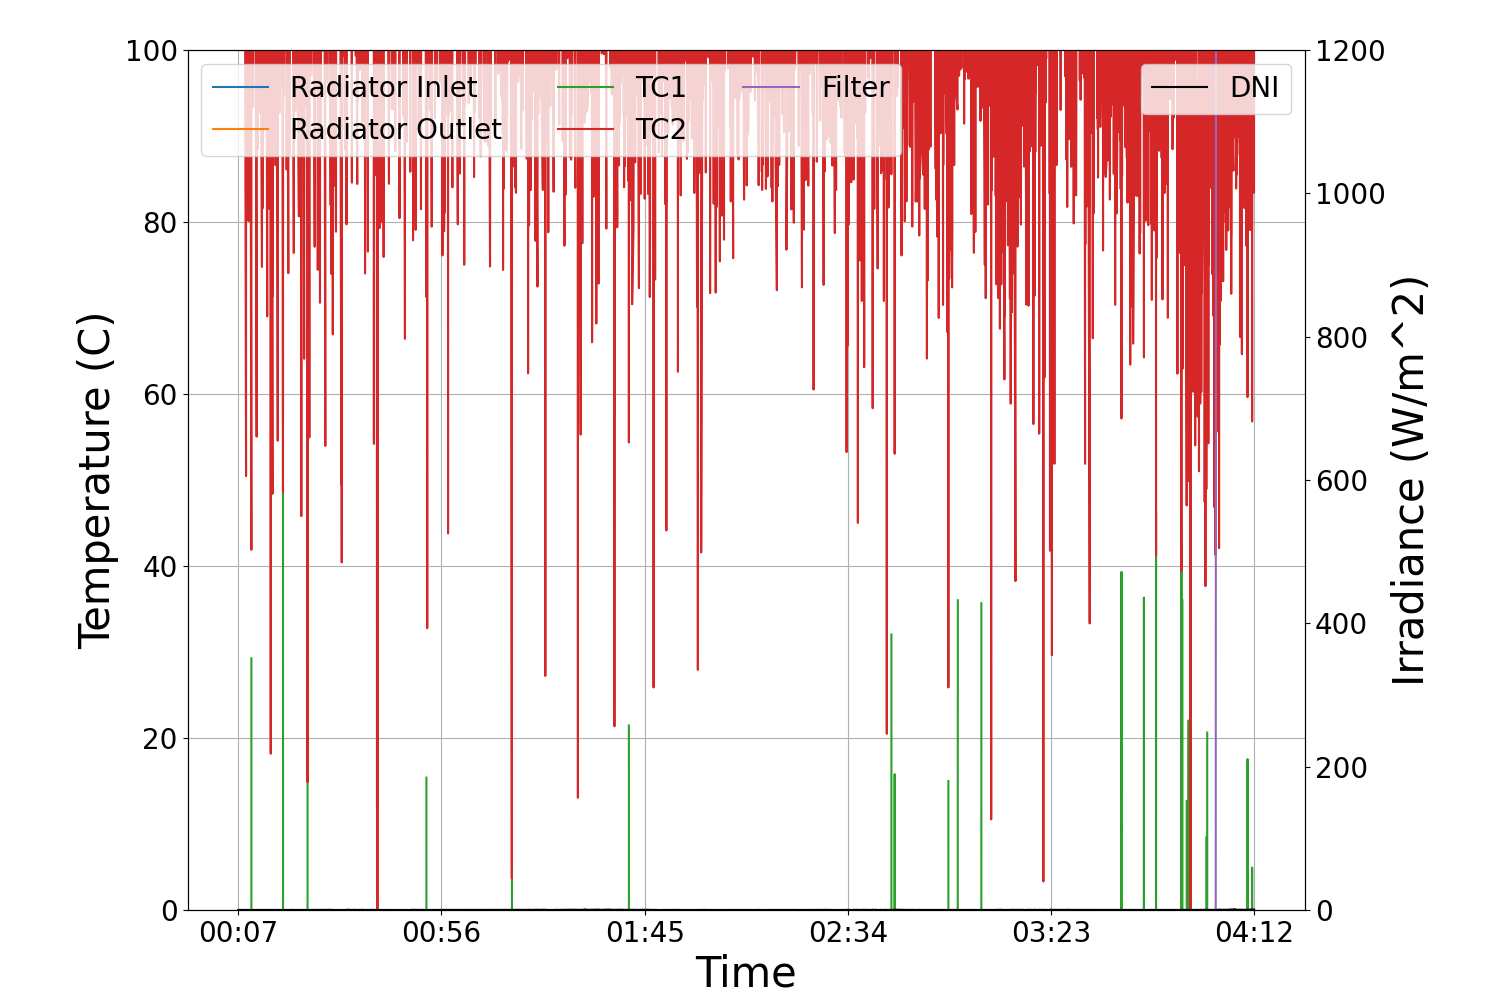 Radiator Inlet
Radiator Outlet
TC1
TC2
Filter
DNI
100
80
60
40
20
0
Temperature (C)
1200
1000
800
600
400
200
0
Irradiance (W/m^2)
00:07 00:56 01:45 02:34 03:23 04:12
Time